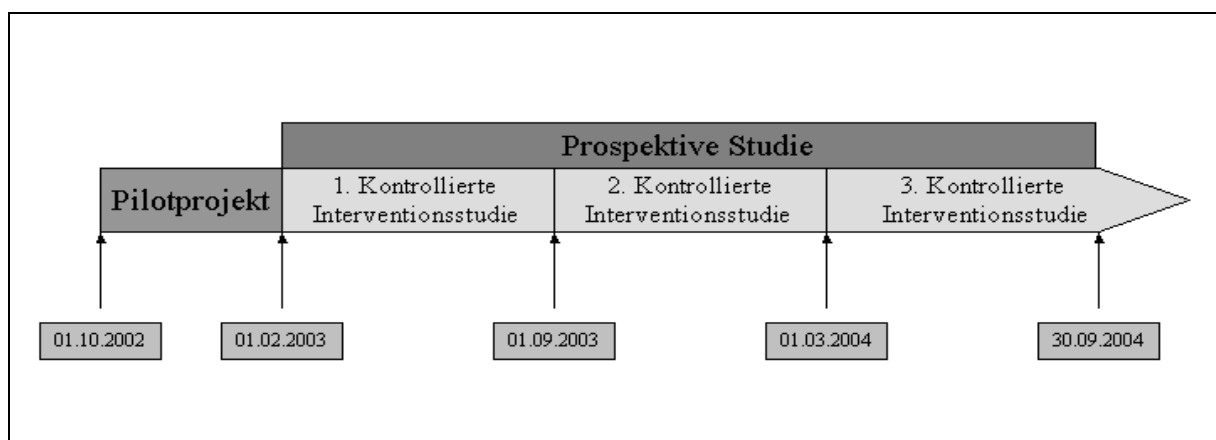 Prospektive Studie
Pilotprojekt
1. Kontrollierte
Interventionsstudie
2. Kontrollierte
Interventionsstudie
3. Kontrollierte
Interventionsstudie
01.10.2002
01.02.2003
01.09.2003
01.03.2004
30.09.2004